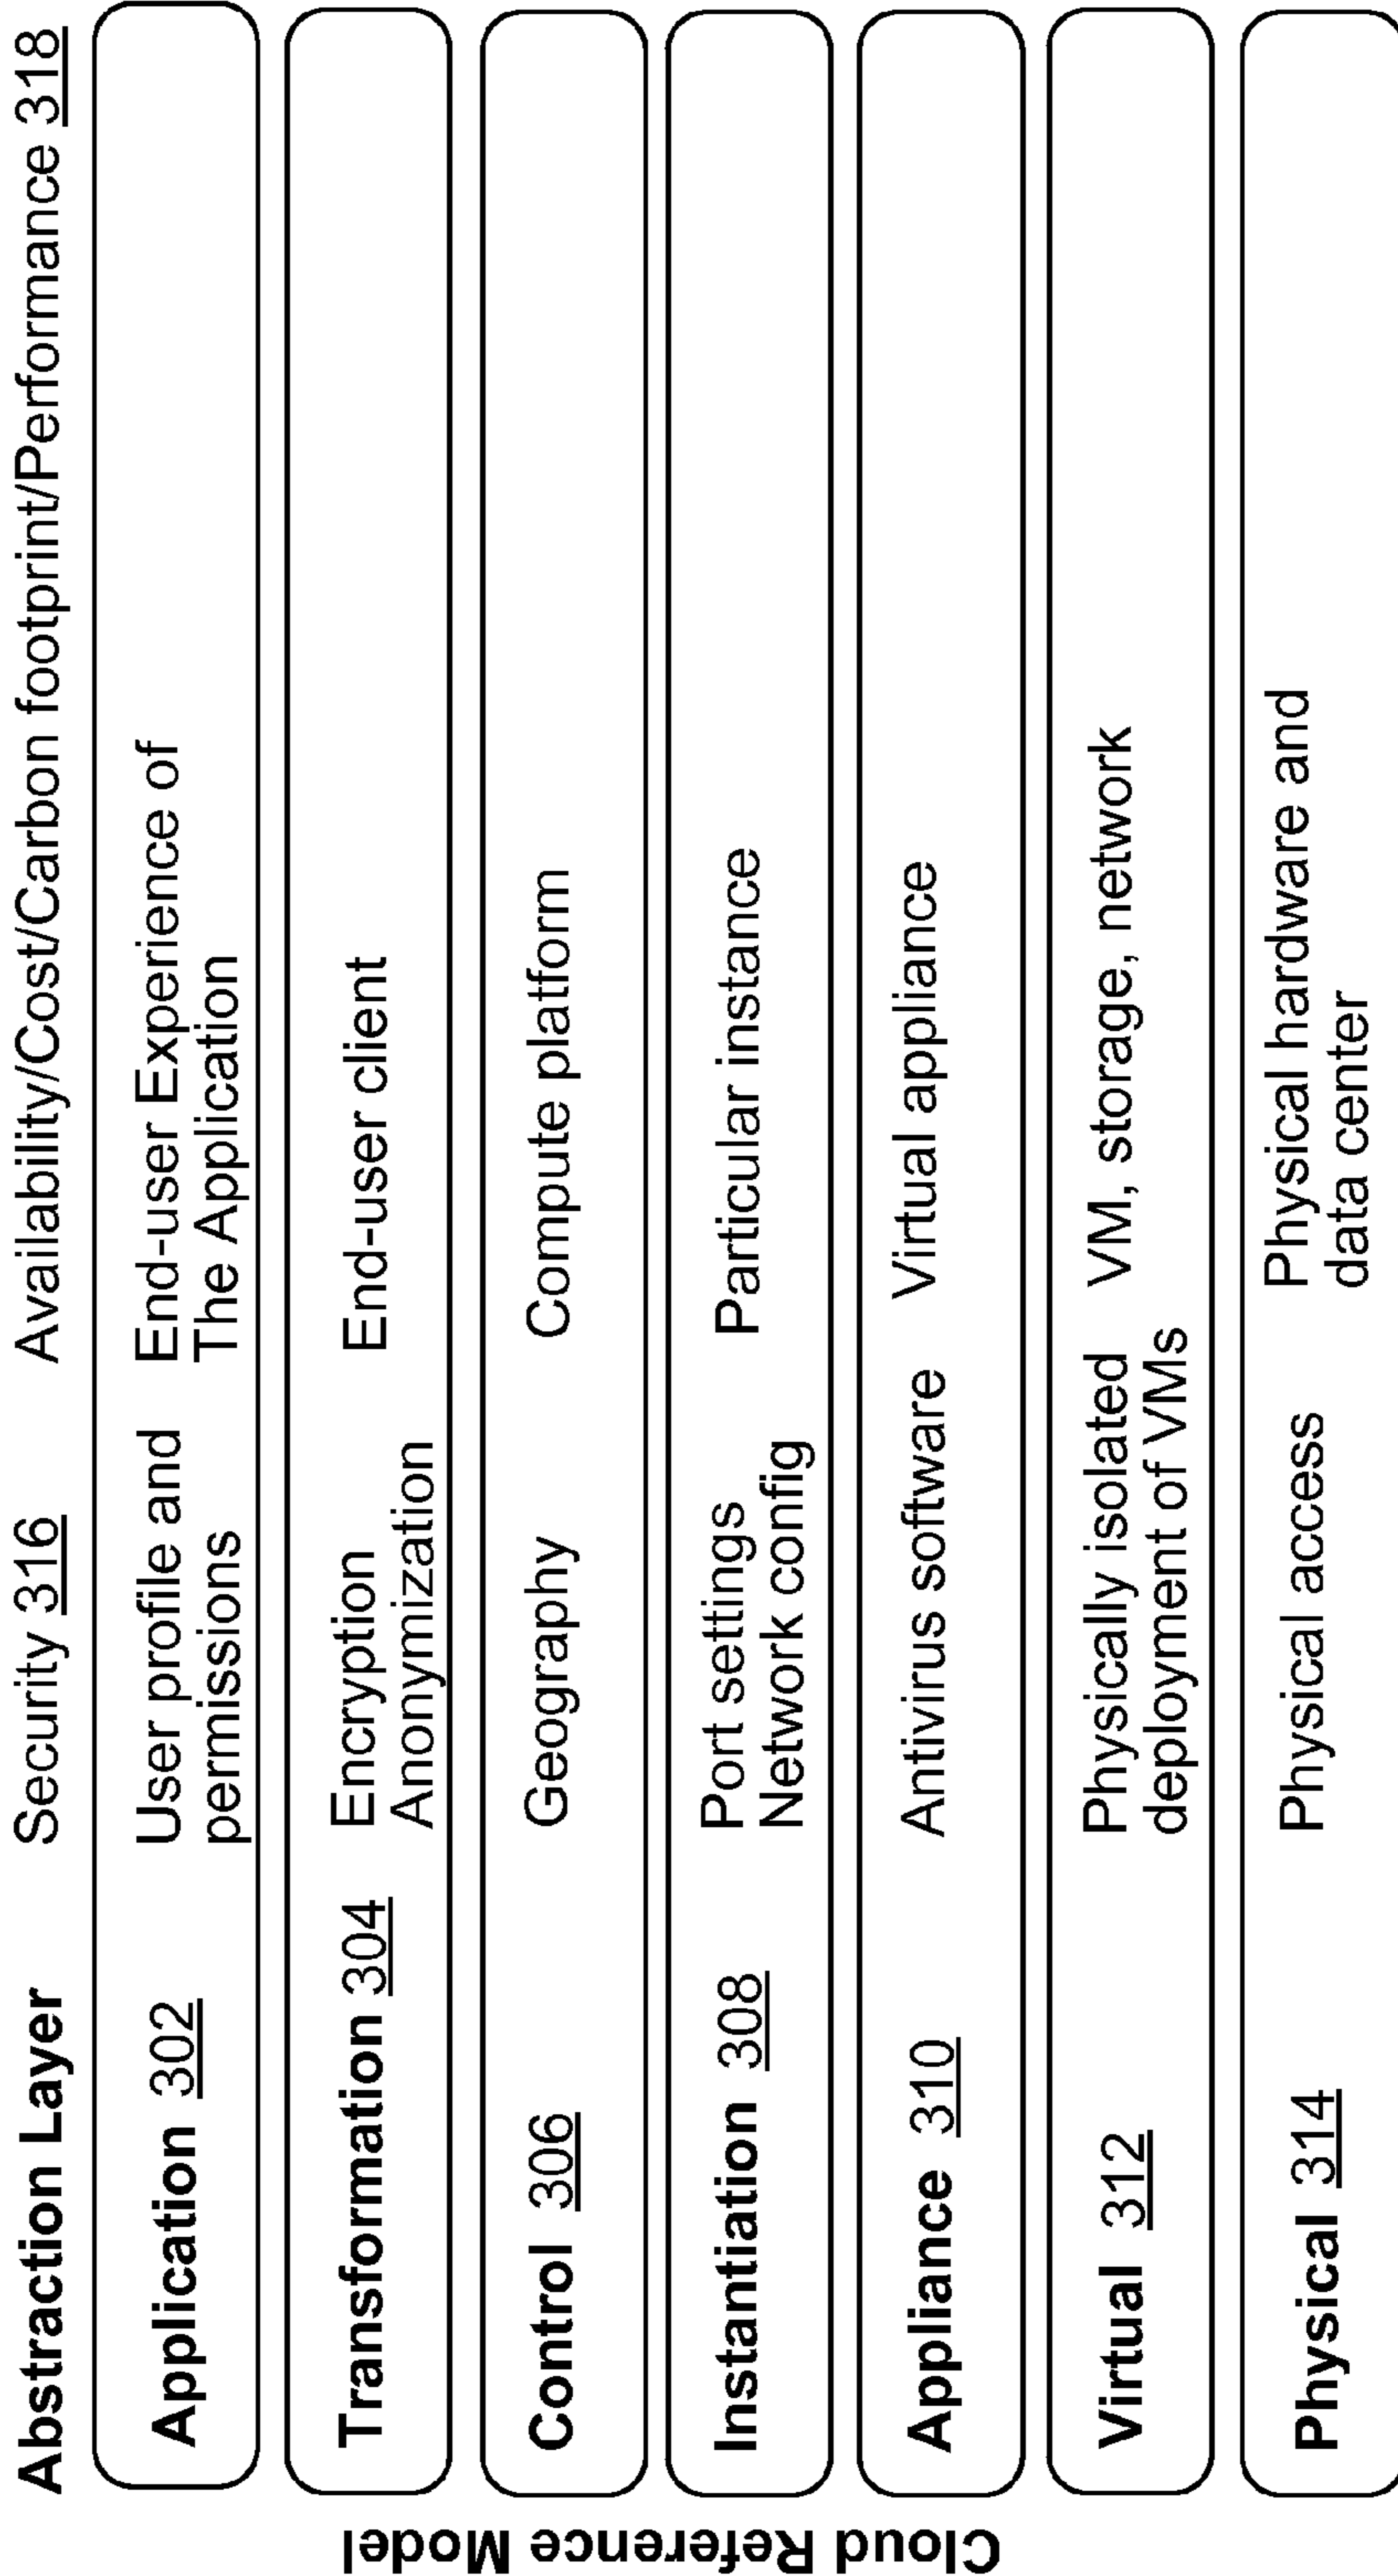 Abstraction Layer Security 316 Availability/Cost/Carbon footprint/Performance 318
Cloud Reference Model
Application 302
User profile and
permissions
End-user Experience of
The Application
Transformation 304
Encryption
Anonymization
End-user client
Control 306
Geography
Compute platform
Instantiation 308
Port settings
Network config
Particular instance
Appliance 310
Antivirus software
Virtual appliance
Virtual 312
Physically isolated
deployment of VMs
VM, storage, network
Physical 314
Physical access
Physical hardware and
data center